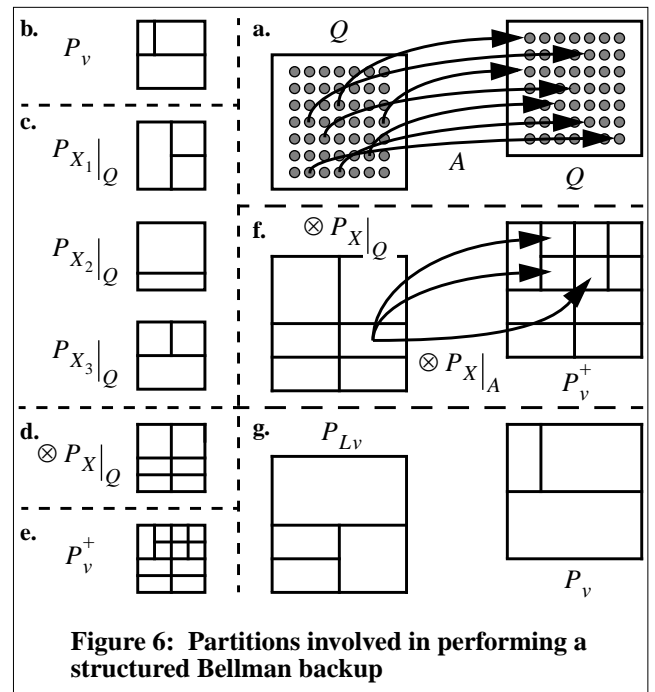 b.
P_v
a.
Q
A
Q
c.
P_{X_1}|_Q
P_{X_2}|_Q
P_{X_3}|_Q
f.
⊗ P_X|_Q
⊗ P_X|_A
P_v^+
d.
⊗ P_X|_Q
e.
P_v^+
g.
P_{Lv}
P_v
Figure 6: Partitions involved in performing a
structured Bellman backup